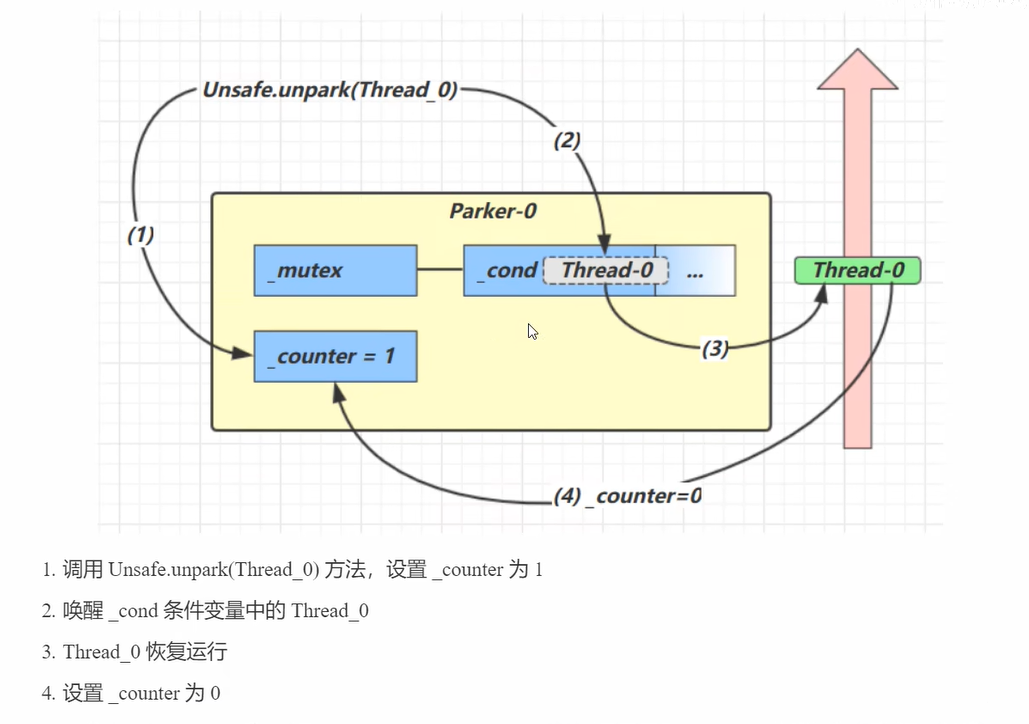 Unsafe.unpark(Thread_0)
(2)
Parker-0
(1)
_mutex
_cond
Thread-0
...
Thread-0
(3)
_counter = 1
(4) _counter=0
1. 调用 Unsafe.unpark(Thread_0) 方法，设置 _counter 为 1
2. 唤醒 _cond 条件变量中的 Thread_0
3. Thread_0 恢复运行
4. 设置 _counter 为 0